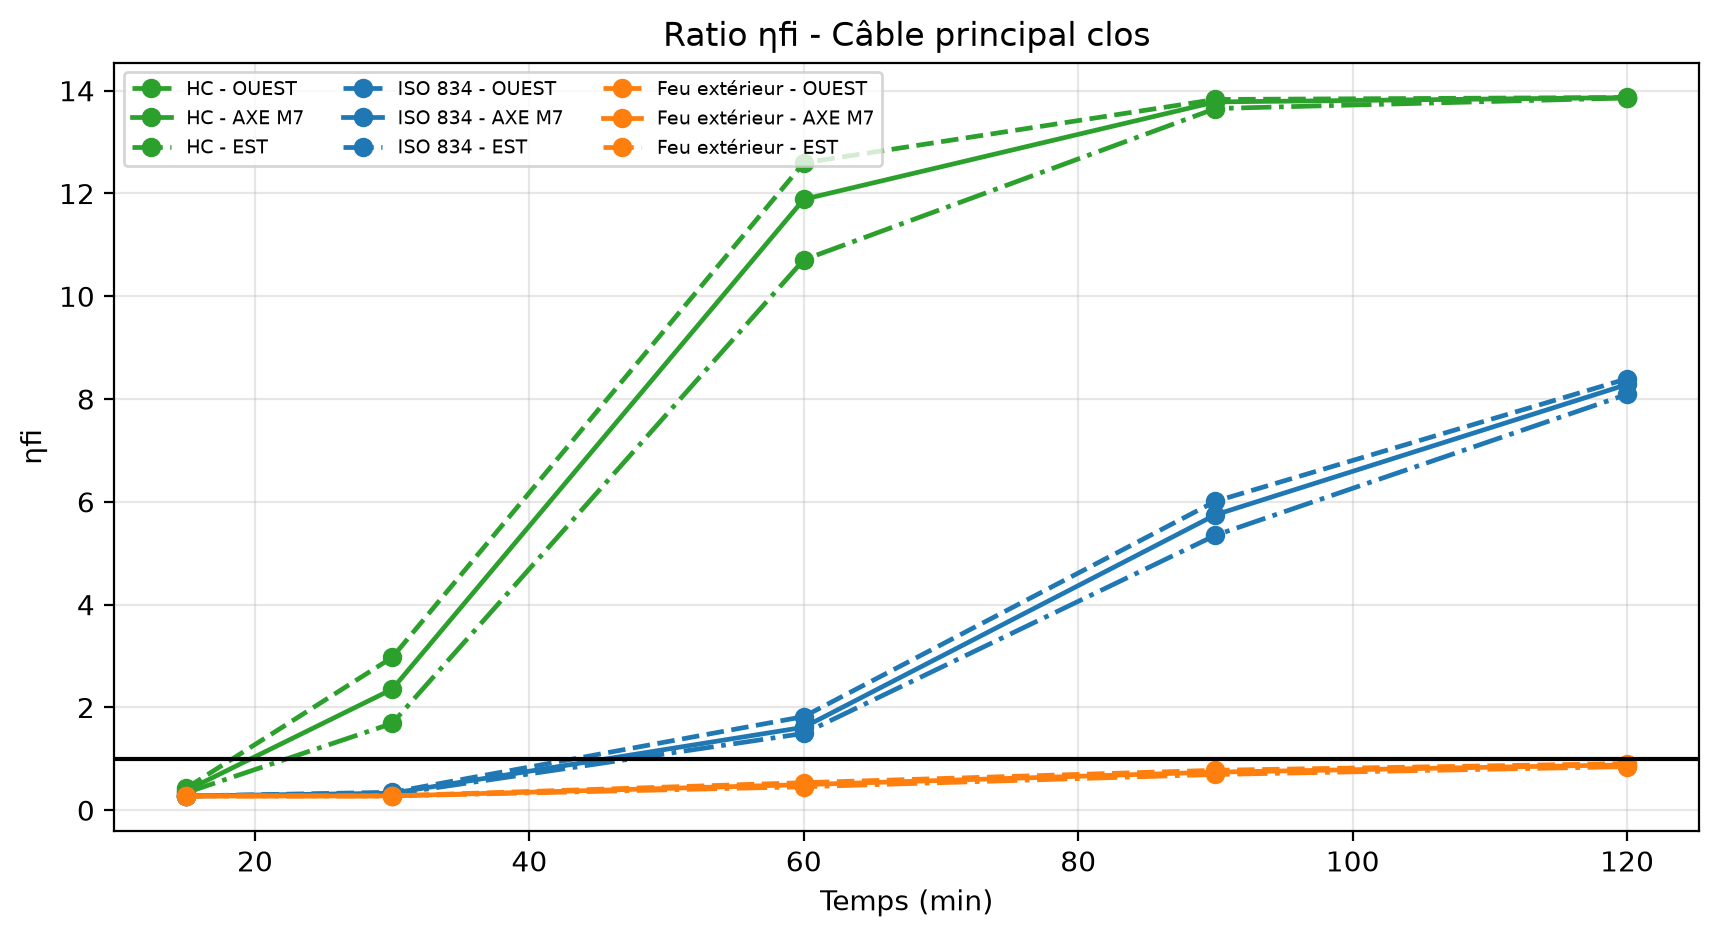 Ratio ηfi - Câble principal clos
HC - OUEST
HC - AXE M7
HC - EST
ISO 834 - OUEST
ISO 834 - AXE M7
ISO 834 - EST
Feu extérieur - OUEST
Feu extérieur - AXE M7
Feu extérieur - EST
14
12
10
8
6
4
2
0
ηfi
20 40 60 80 100 120
Temps (min)